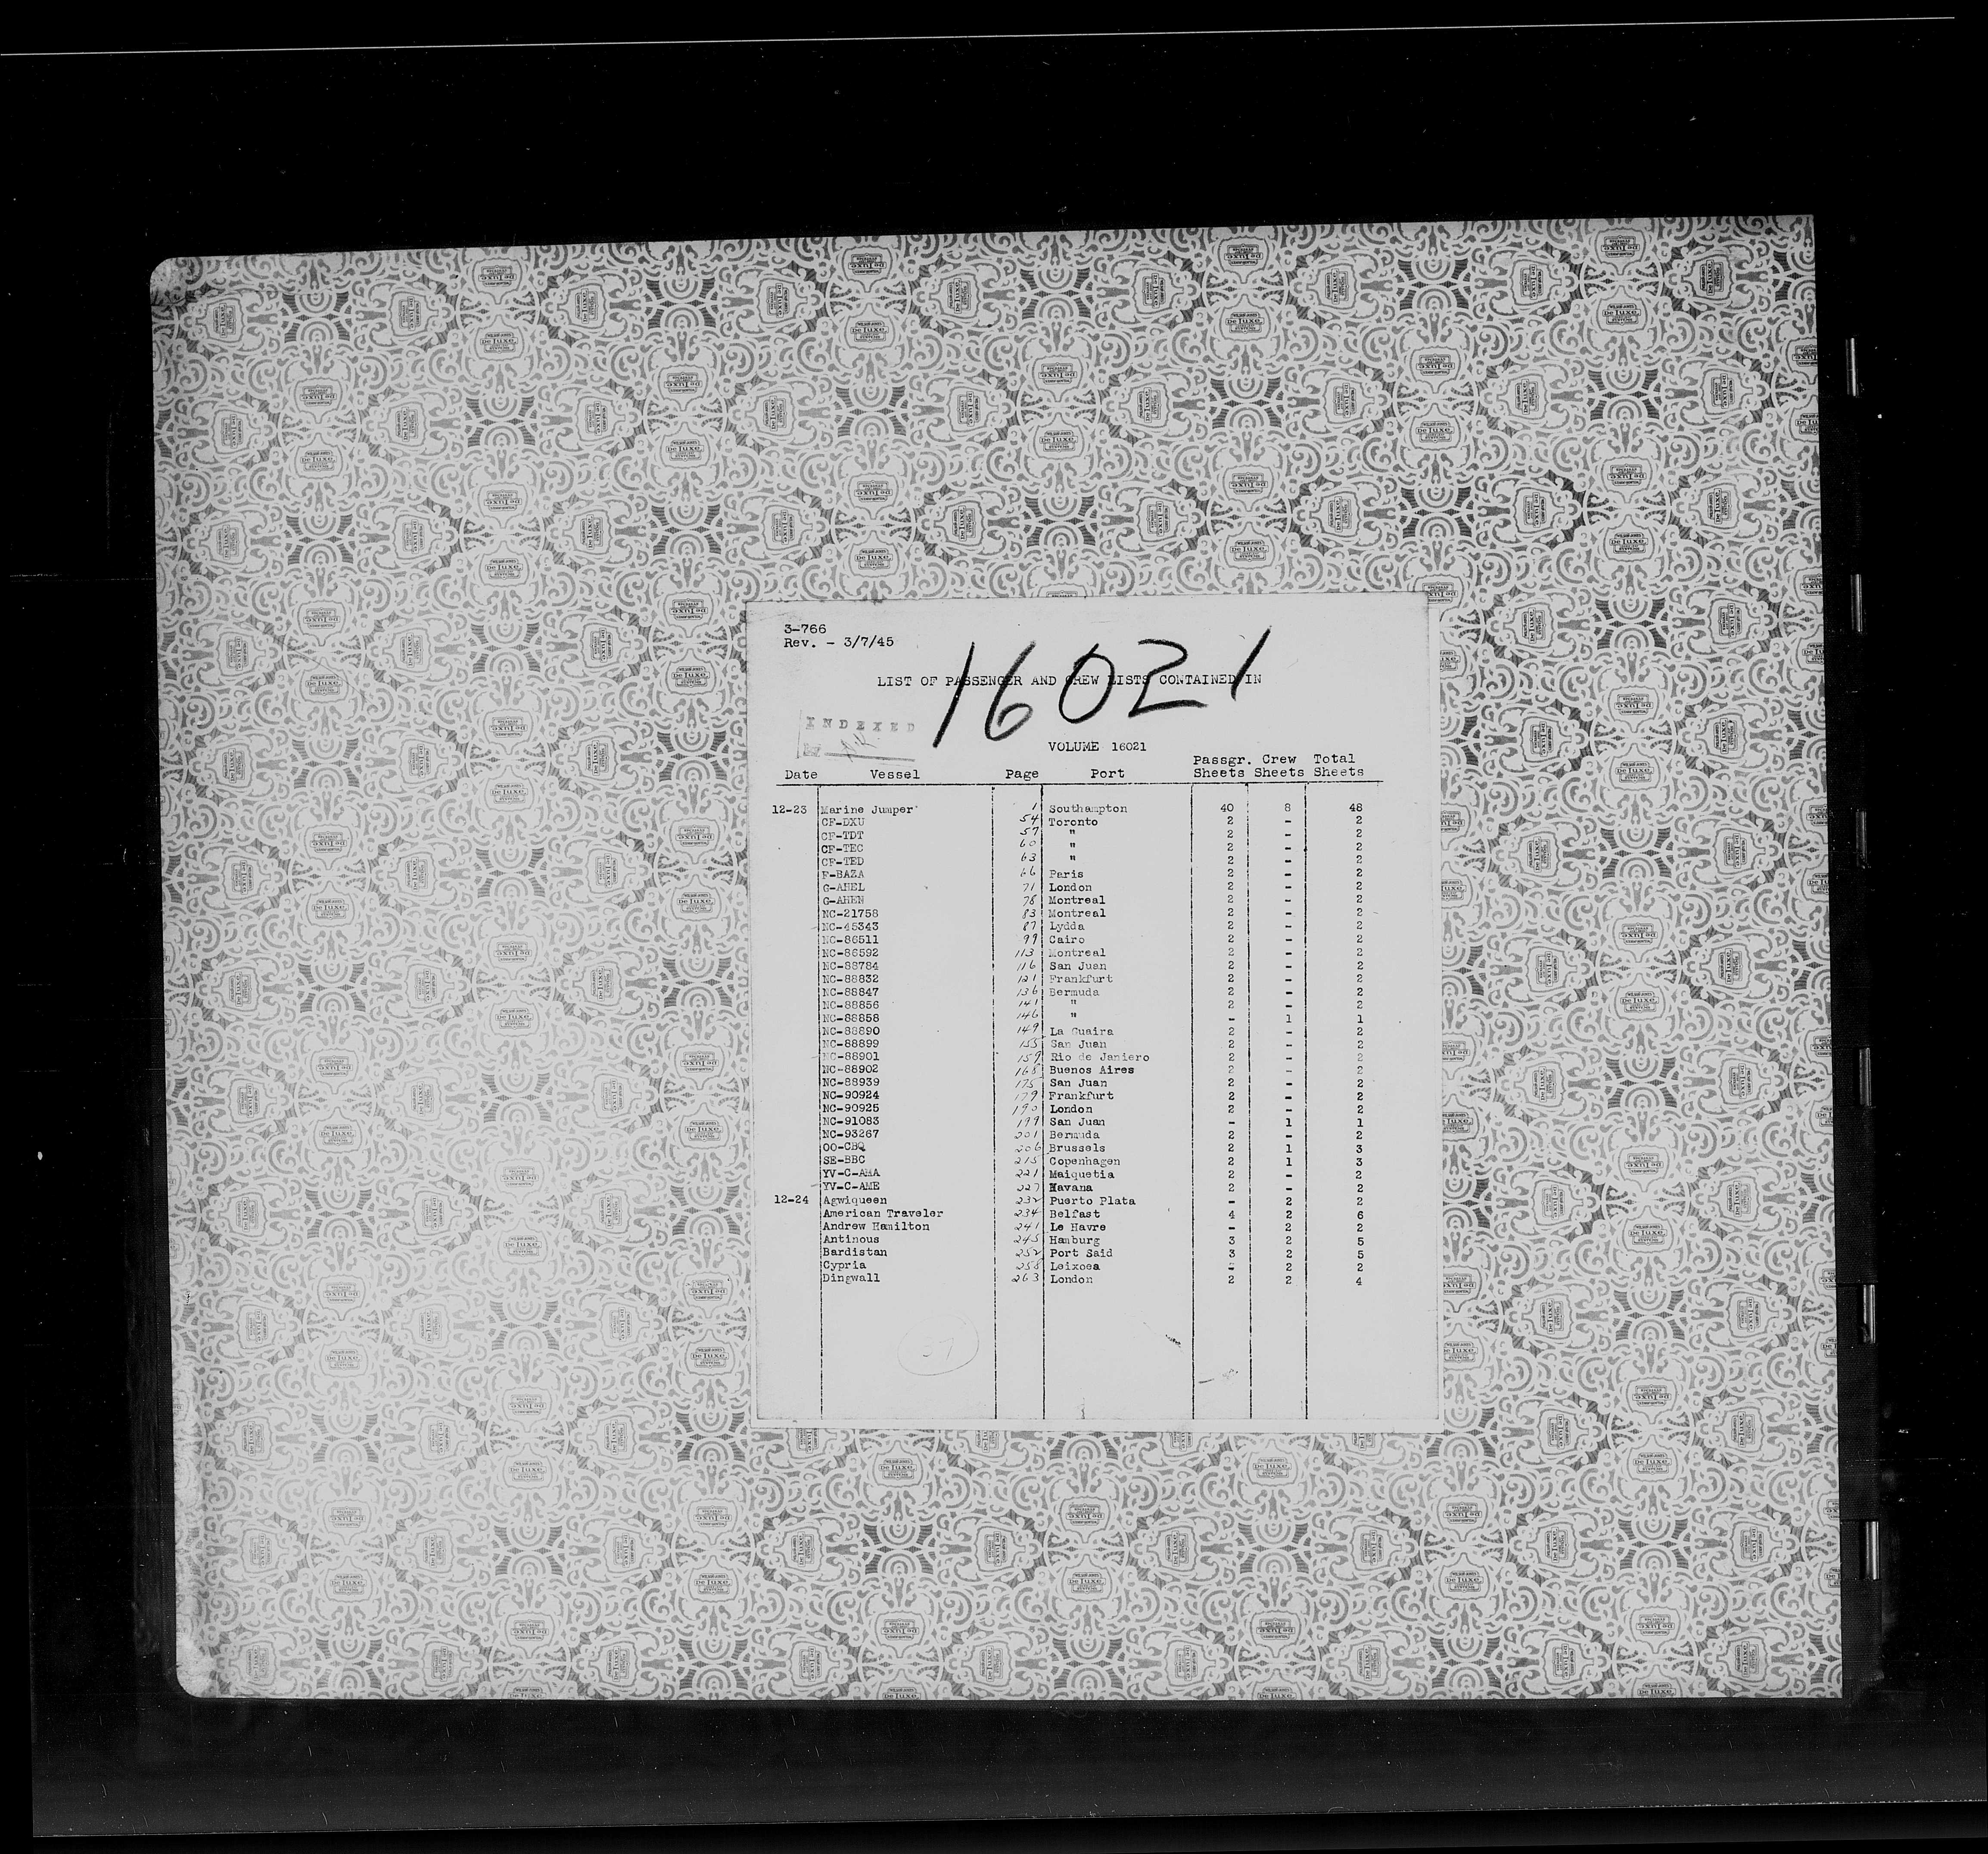 3-766
Rev. - 3/7/45
16021
LIST OF PASSENGER AND CREW LISTS CONTAINED IN
INDEXED
VOLUME 16021
Date Vessel Page Port Passgr. Sheets Crew Sheets Total Sheets
12-23 Marine Jumper 1 Southampton 40 8 48
CF-DXU 54 Toronto 2 - 2
CF-TDT 57 " 2 - 2
CF-TEC 60 " 2 - 2
CF-TED 63 " 2 - 2
F-BAZA 66 Paris 2 - 2
G-AHEL 71 London 2 - 2
G-AHEN 78 Montreal 2 - 2
NC-21758 83 Montreal 2 - 2
NC-45343 87 Lydda 2 - 2
NC-86511 99 Cairo 2 - 2
NC-86592 113 Montreal 2 - 2
NC-88784 116 San Juan 2 - 2
NC-88832 121 Frankfurt 2 - 2
NC-88847 136 Bermuda 2 - 2
NC-88856 141 " 2 - 2
NC-88858 146 " - 1 1
NC-88890 149 La Guaira 2 - 2
NC-88899 155 San Juan 2 - 2
NC-88901 159 Rio de Janiero 2 - 2
NC-88902 168 Buenos Aires 2 - 2
NC-88939 175 San Juan 2 - 2
NC-90924 179 Frankfurt 2 - 2
NC-90925 190 London 2 - 2
NC-91083 199 San Juan - 1 1
NC-93267 201 Bermuda 2 - 2
OO-CBQ 206 Brussels 2 1 3
SE-BBC 215 Copenhagen 2 1 3
YV-C-AMA 221 Maiquetia 2 - 2
YV-C-AME 227 Havana 2 - 2
12-24 Agwiqueen 232 Puerto Plata - 2 2
American Traveler 234 Belfast 4 2 6
Andrew Hamilton 241 Le Havre - 2 2
Antinous 245 Hamburg 3 2 5
Bardistan 252 Port Said 3 2 5
Cypria 258 Leixoea - 2 2
Dingwall 263 London 2 2 4